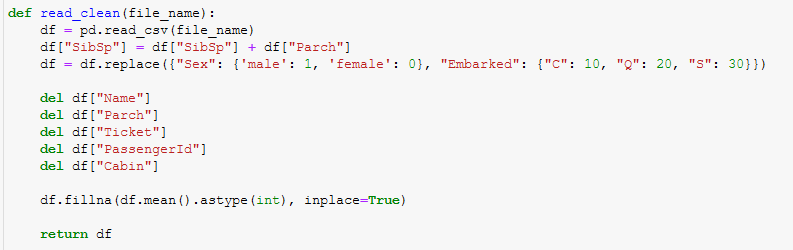 def read_clean(file_name):
    df = pd.read_csv(file_name)
    df["SibSp"] = df["SibSp"] + df["Parch"]
    df = df.replace({"Sex": {'male': 1, 'female': 0}, "Embarked": {"C": 10, "Q": 20, "S": 30}})

    del df["Name"]
    del df["Parch"]
    del df["Ticket"]
    del df["PassengerId"]
    del df["Cabin"]

    df.fillna(df.mean().astype(int), inplace=True)

    return df